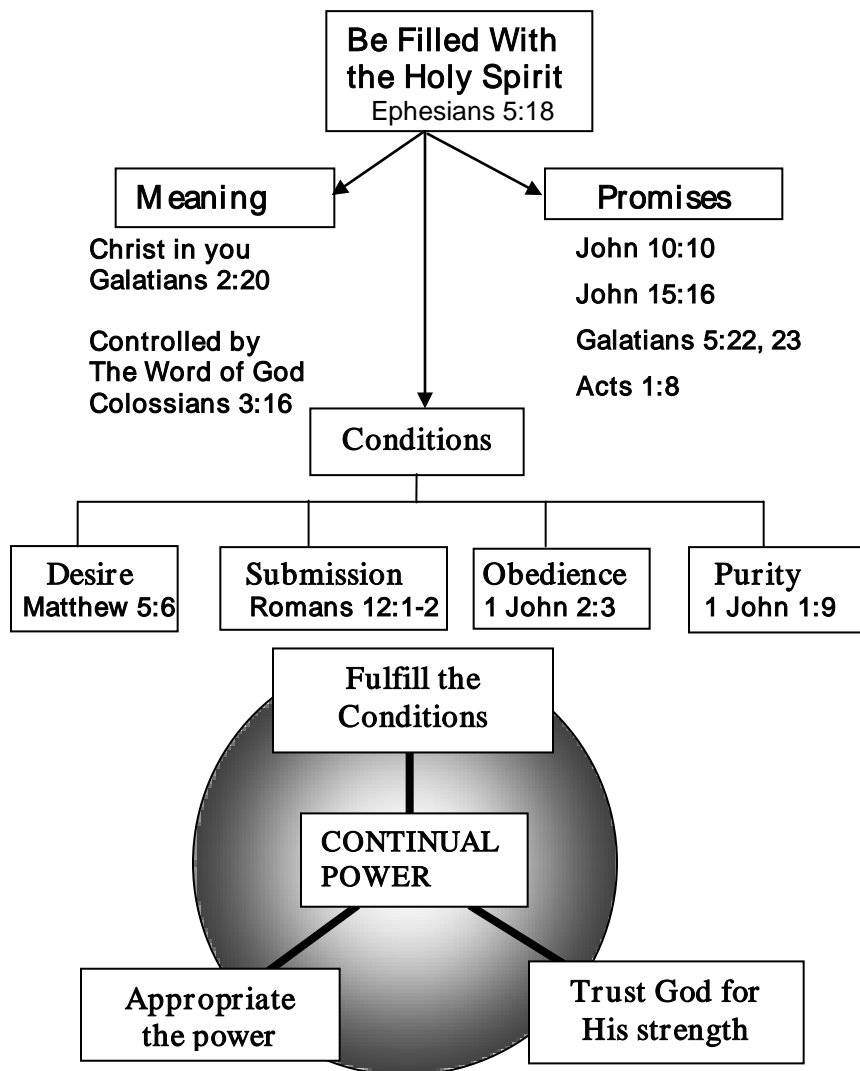 Be Filled With
the Holy Spirit
Ephesians 5:18
Meaning
Christ in you
Galatians 2:20
Controlled by
The Word of God
Colossians 3:16
Promises
John 10:10
John 15:16
Galatians 5:22, 23
Acts 1:8
Conditions
Desire
Matthew 5:6
Submission
Romans 12:1-2
Obedience
1 John 2:3
Purity
1 John 1:9
Fulfill the
Conditions
CONTINUAL
POWER
Appropriate
the power
Trust God for
His strength